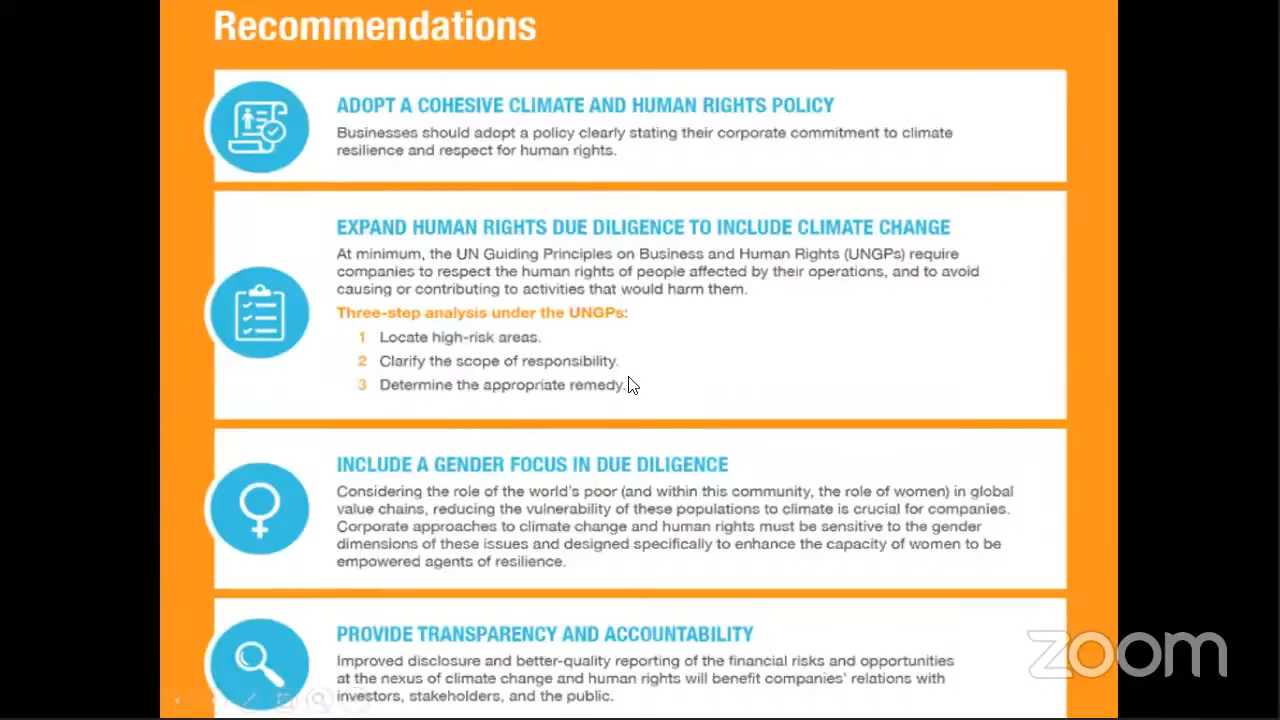 Recommendations
ADOPT A COHESIVE CLIMATE AND HUMAN RIGHTS POLICY
Businesses should adopt a policy clearly stating their corporate commitment to climate
resilience and respect for human rights.
EXPAND HUMAN RIGHTS DUE DILIGENCE TO INCLUDE CLIMATE CHANGE
At minimum, the UN Guiding Principles on Business and Human Rights (UNGPs) require
companies to respect the human rights of people affected by their operations, and to avoid
causing or contributing to activities that would harm them.
Three-step analysis under the UNGPs:
1 Locate high-risk areas.
2 Clarify the scope of responsibility.
3 Determine the appropriate remedy.
INCLUDE A GENDER FOCUS IN DUE DILIGENCE
Considering the role of the world's poor (and within this community, the role of women) in global
value chains, reducing the vulnerability of these populations to climate is crucial for companies.
Corporate approaches to climate change and human rights must be sensitive to the gender
dimensions of these issues and designed specifically to enhance the capacity of women to be
empowered agents of resilience.
PROVIDE TRANSPARENCY AND ACCOUNTABILITY
Improved disclosure and better-quality reporting of the financial risks and opportunities
at the nexus of climate change and human rights will benefit companies' relations with
investors, stakeholders, and the public.
zoom